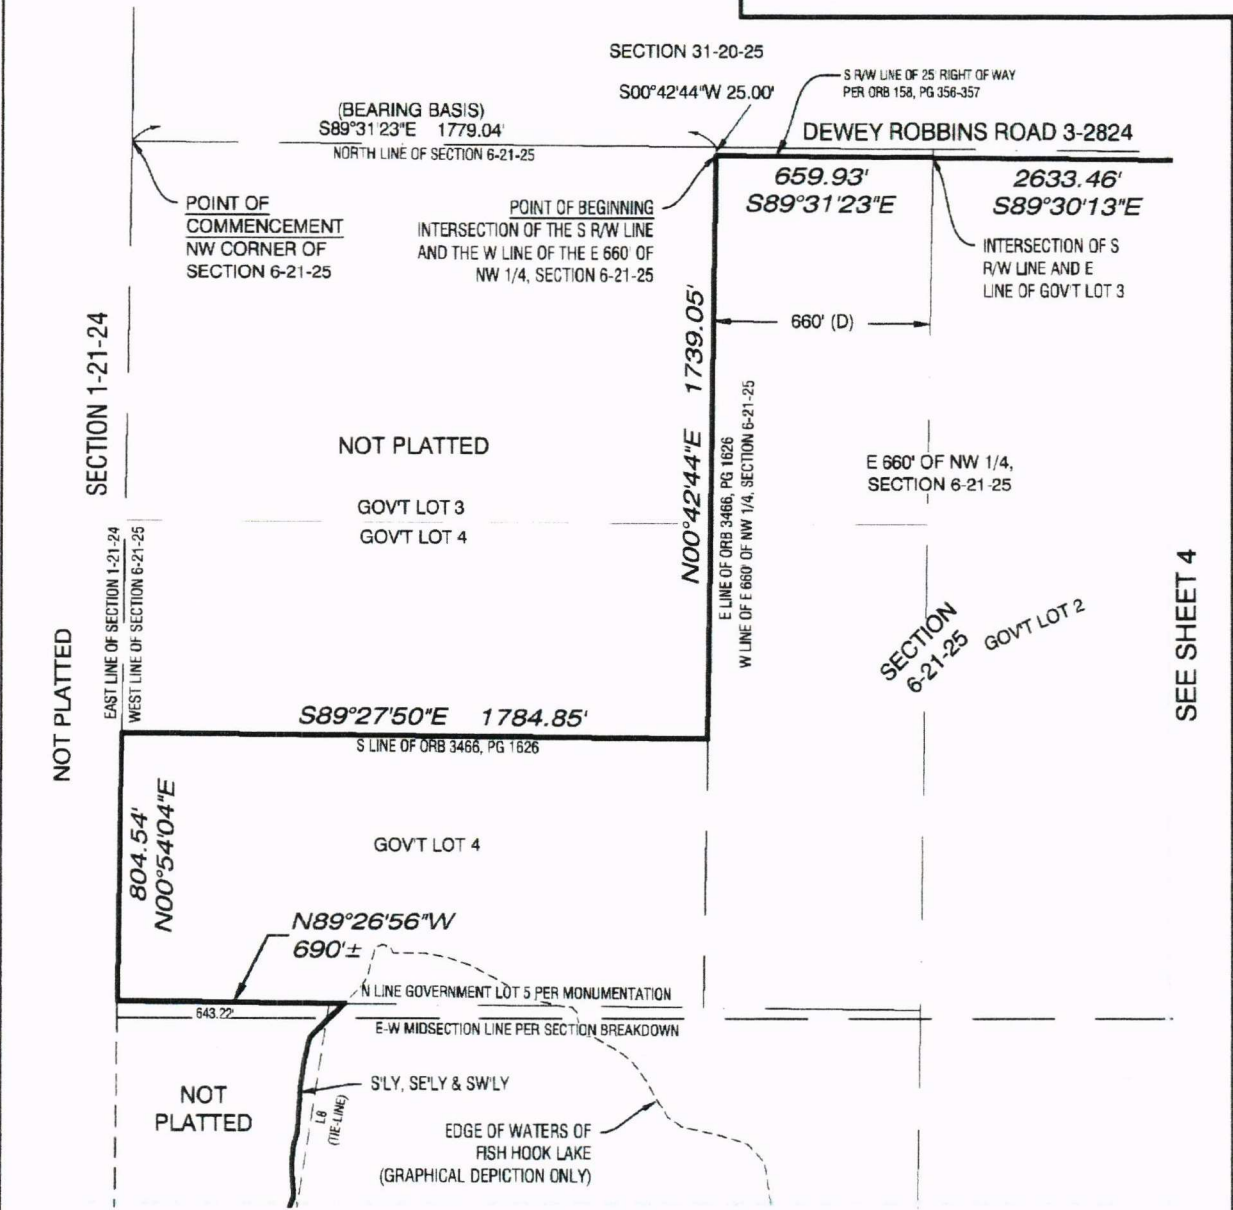 SECTION 31-20-25
S00°42'44"W 25.00'
S R/W LINE OF 25' RIGHT OF WAY
PER ORB 158, PG 356-357
(BEARING BASIS)
S89°31'23"E 1779.04'
NORTH LINE OF SECTION 6-21-25
DEWEY ROBBINS ROAD 3-2824
659.93'
S89°31'23"E
2633.46'
S89°30'13"E
POINT OF
COMMENCEMENT
NW CORNER OF
SECTION 6-21-25
POINT OF BEGINNING
INTERSECTION OF THE S R/W LINE
AND THE W LINE OF THE E 660' OF
NW 1/4, SECTION 6-21-25
INTERSECTION OF S
R/W LINE AND E
LINE OF GOV'T LOT 3
660' (D)
SECTION 1-21-24
N00°42'44"E 1739.05'
E LINE OF ORB 3466, PG 1626
W LINE OF E 660' OF NW 1/4, SECTION 6-21-25
NOT PLATTED
GOV'T LOT 3
GOV'T LOT 4
E 660' OF NW 1/4,
SECTION 6-21-25
EAST LINE OF SECTION 1-21-24
WEST LINE OF SECTION 6-21-25
NOT PLATTED
SECTION
6-21-25
GOV'T LOT 2
SEE SHEET 4
S89°27'50"E 1784.85'
S LINE OF ORB 3466, PG 1626
804.54'
N00°54'04"E
GOV'T LOT 4
N89°26'56"W
690'±
N LINE GOVERNMENT LOT 5 PER MONUMENTATION
643.22'
E-W MIDSECTION LINE PER SECTION BREAKDOWN
NOT
PLATTED
S'LY, SE'LY & SW'LY
L8
(TIE-LINE)
EDGE OF WATERS OF
FISH HOOK LAKE
(GRAPHICAL DEPICTION ONLY)